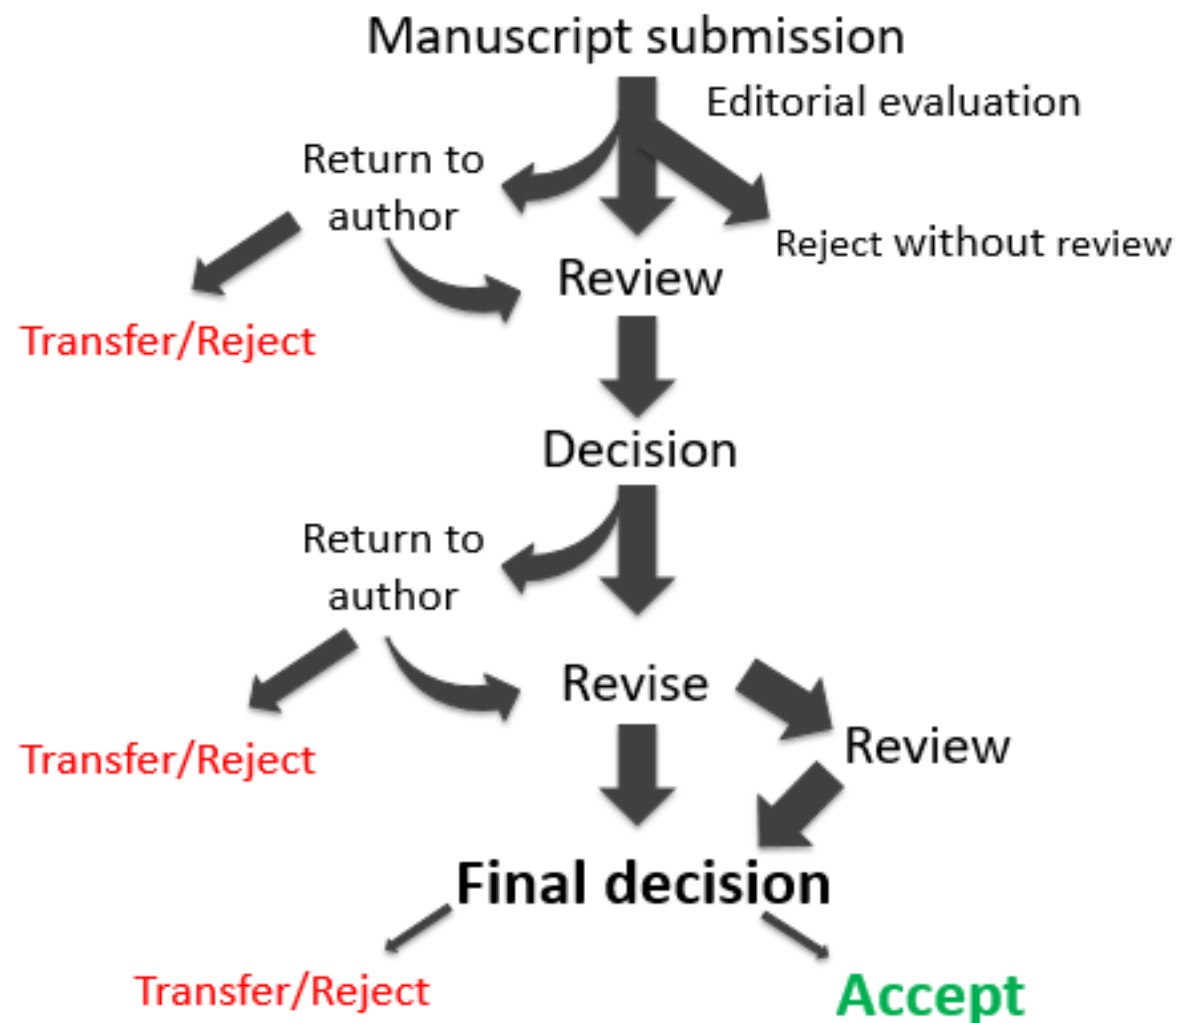 Manuscript submission
Editorial evaluation
Return to
author
Reject without review
Review
Transfer/Reject
Decision
Return to
author
Revise
Review
Transfer/Reject
Final decision
Transfer/Reject
Accept